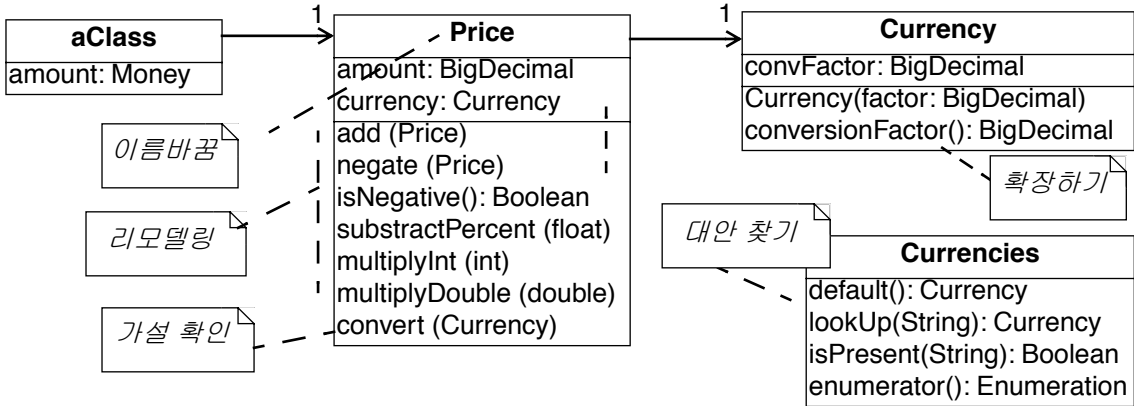 aClass
amount: Money
1
Price
amount: BigDecimal
currency: Currency
add (Price)
negate (Price)
isNegative(): Boolean
substractPercent (float)
multiplyInt (int)
multiplyDouble (double)
convert (Currency)
1
Currency
convFactor: BigDecimal
Currency(factor: BigDecimal)
conversionFactor(): BigDecimal
이름바꿈
리모델링
가설 확인
확장하기
대안 찾기
Currencies
default(): Currency
lookUp(String): Currency
isPresent(String): Boolean
enumerator(): Enumeration